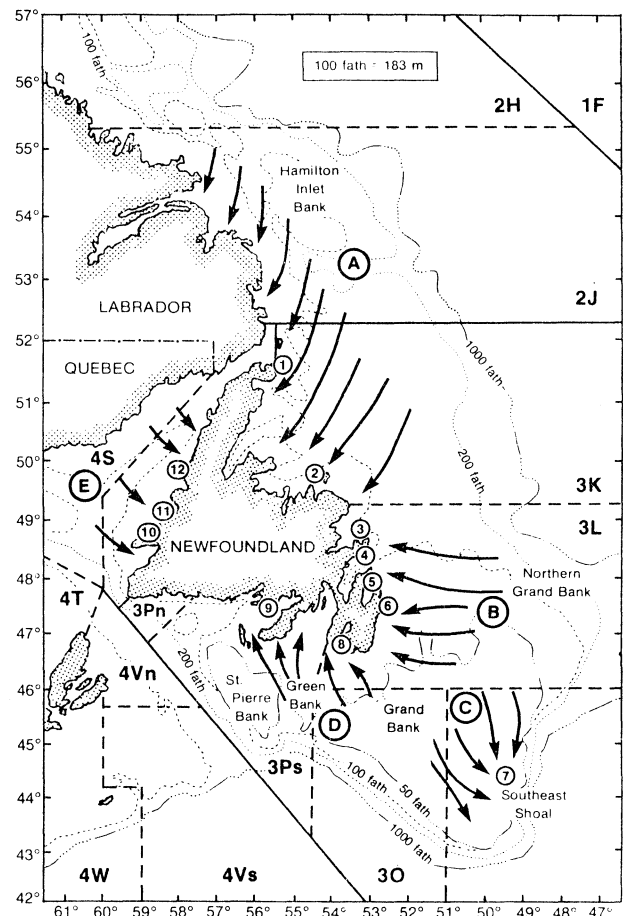 57°
56°
55°
54°
53°
52°
51°
50°
49°
48°
47°
46°
45°
44°
43°
42°
100 fath
100 fath = 183 m
2H
1F
Hamilton
Inlet
Bank
A
LABRADOR
2J
QUEBEC
1
1000 fath
4S
200 fath
E
12
2
11
10
3K
3L
3
NEWFOUNDLAND
4
5
Northern
Grand Bank
4T
3Pn
9
6
B
8
4Vn
200 fath
St.
Pierre
Bank
Green
Bank
D
Grand
Bank
C
3Ps
100 fath
50 fath
1000 fath
7
Southeast
Shoal
4W
4Vs
3O
61° 60° 59° 58° 57° 56° 55° 54° 53° 52° 51° 50° 49° 48° 47°